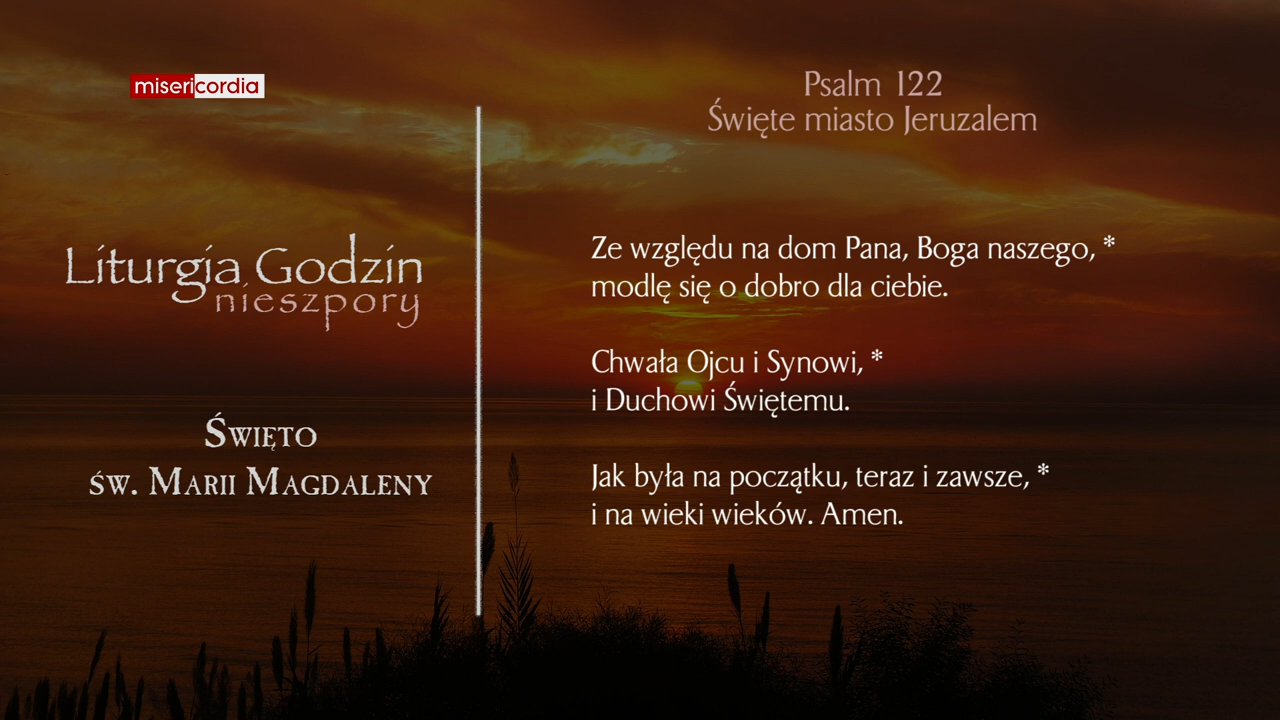 misericordia
Liturgia Godzin
nieszpory
Święto
św. Marii Magdaleny
Psalm 122
Święte miasto Jeruzalem
Ze względu na dom Pana, Boga naszego, *
modlę się o dobro dla ciebie.
Chwała Ojcu i Synowi, *
i Duchowi Świętemu.
Jak była na początku, teraz i zawsze, *
i na wieki wieków. Amen.